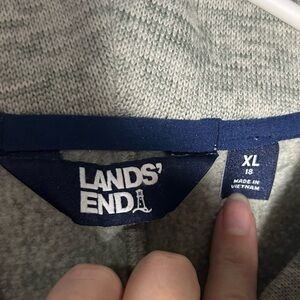 LANDS'
END
XL
18
MADE IN
VIETNAM